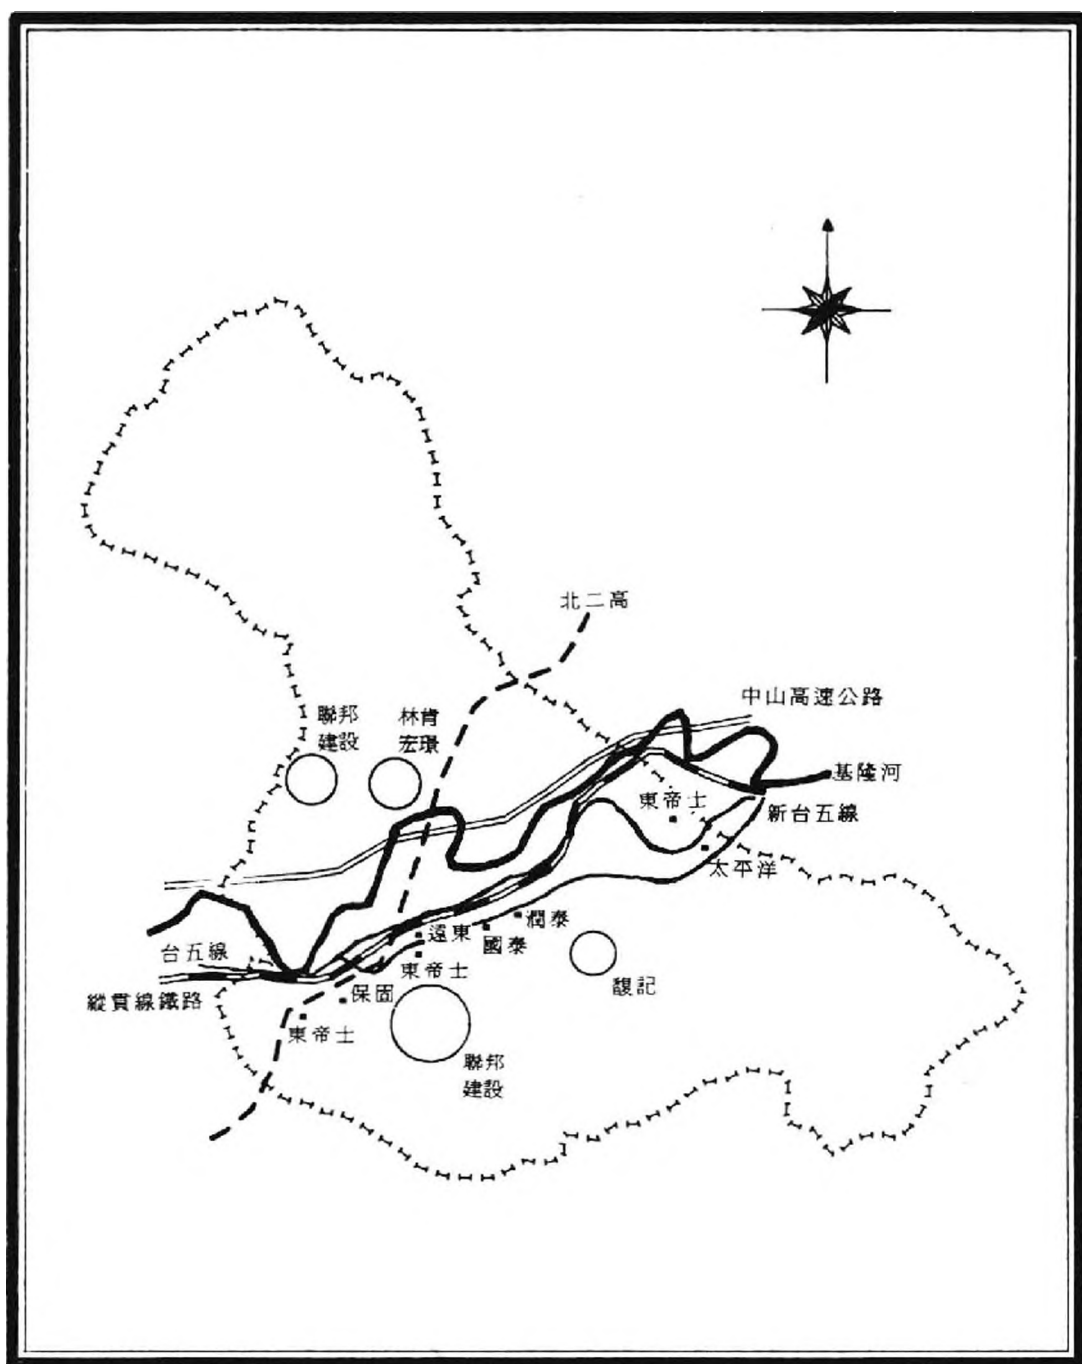 北二高
中山高速公路
聯邦
建設
林肯
宏環
基隆河
東帝士
新台五線
太平洋
潤泰
遠東
國泰
台五線
東帝士
保固
馥記
縱貫線鐵路
東帝士
聯邦
建設